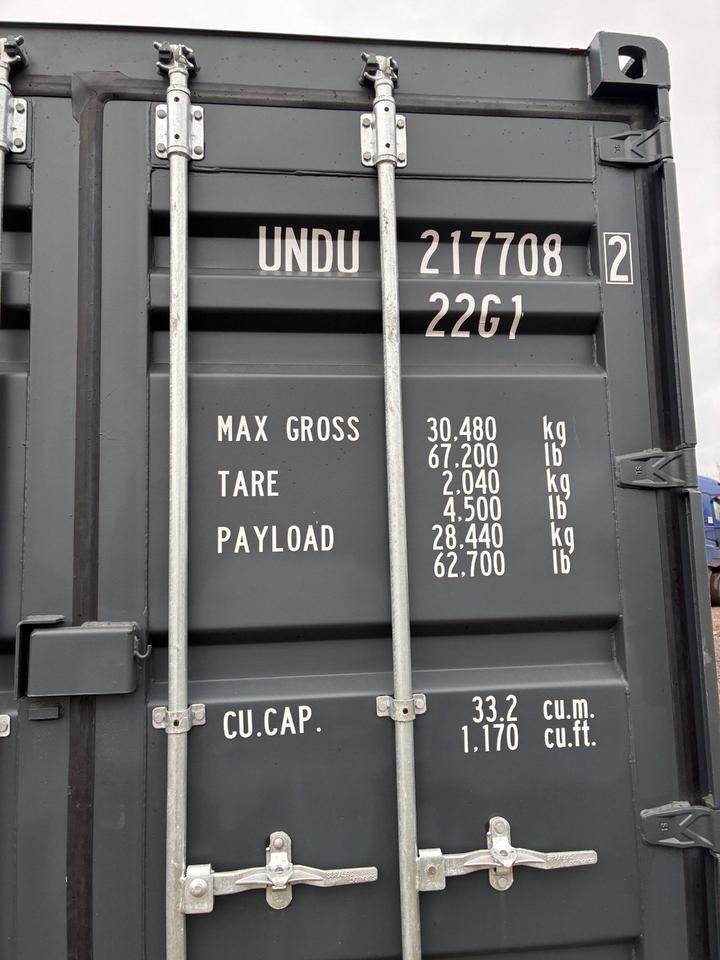 UNDU 217708 2
22G1
MAX GROSS 30,480 kg
67,200 lb
TARE 2,040 kg
4,500 lb
PAYLOAD 28,440 kg
62,700 lb
CU.CAP. 33.2 cu.m.
1,170 cu.ft.